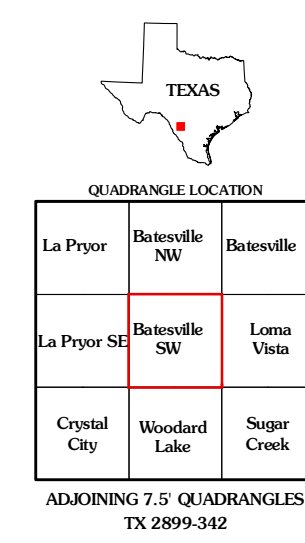 TEXAS
QUADRANGLE LOCATION
La Pryor
Batesville
NW
Batesville
La Pryor SE
Batesville
SW
Loma
Vista
Crystal
City
Woodard
Lake
Sugar
Creek
ADJOINING 7.5' QUADRANGLES
TX 2899-342